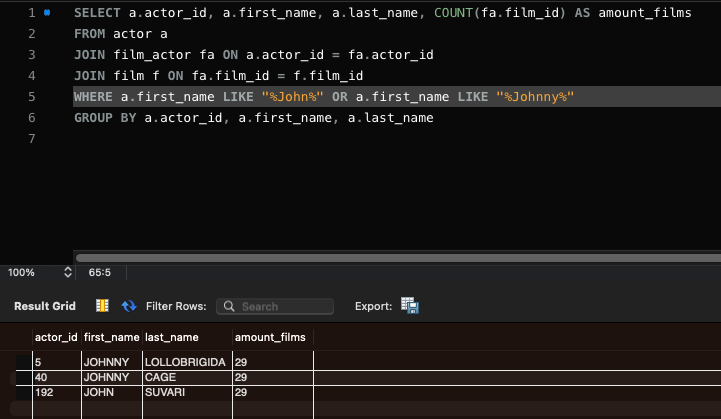 1 SELECT a.actor_id, a.first_name, a.last_name, COUNT(fa.film_id) AS amount_films
2 FROM actor a
3 JOIN film_actor fa ON a.actor_id = fa.actor_id
4 JOIN film f ON fa.film_id = f.film_id
5 WHERE a.first_name LIKE "%John%" OR a.first_name LIKE "%Johnny%"
6 GROUP BY a.actor_id, a.first_name, a.last_name
7
100% 65:5
Result Grid Filter Rows: Search Export:
actor_id first_name last_name amount_films
5 JOHNNY LOLLOBRIGIDA 29
40 JOHNNY CAGE 29
192 JOHN SUVARI 29